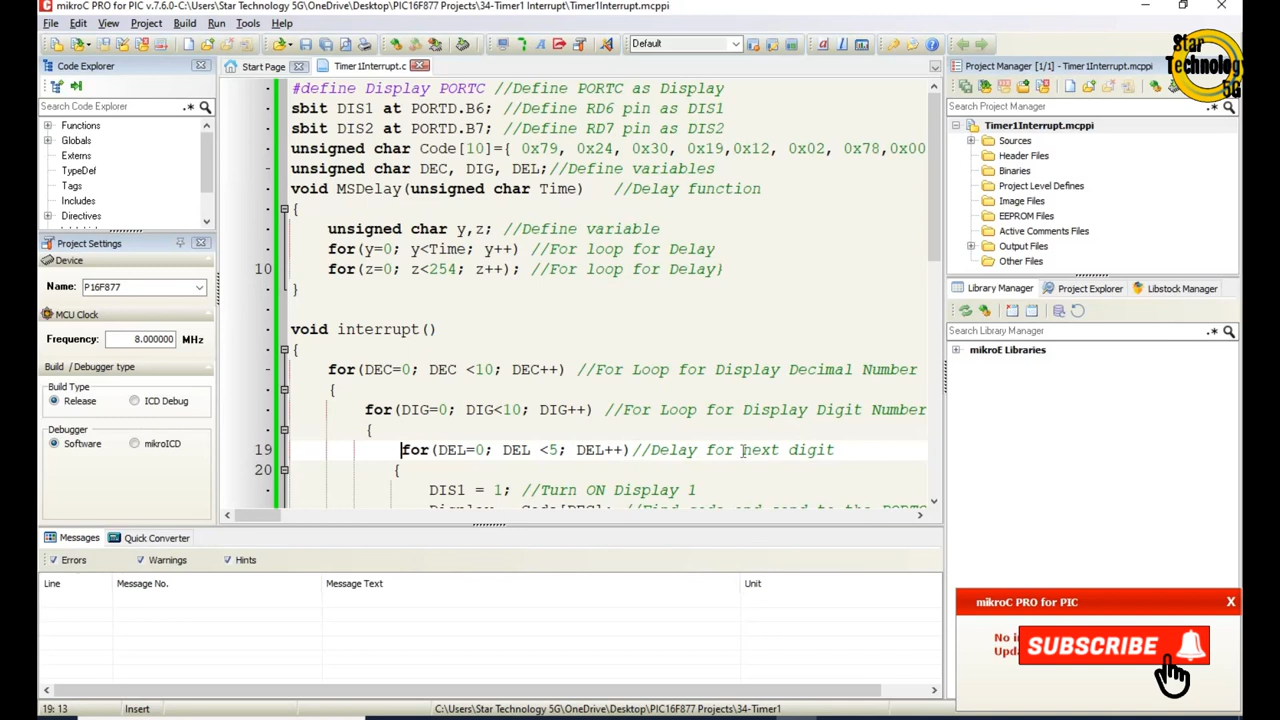 mikroC PRO for PIC v.7.6.0-C:\Users\Star Technology 5G\OneDrive\Desktop\PIC16F877 Projects\34-Timer1 Interrupt\Timer1Interrupt.mcppi
File Edit View Project Build Run Tools Help
Default
Star
Technology
5G
Code Explorer
Search Code Explorer
Functions
Globals
Externs
TypeDef
Tags
Includes
Directives
Project Settings
Device
Name: P16F877
MCU Clock
Frequency: 8.000000 MHz
Build / Debugger type
Build Type
Release ICD Debug
Debugger
Software mikroICD
Start Page Timer1Interrupt.c
#define Display PORTC //Define PORTC as Display
sbit DIS1 at PORTD.B6; //Define RD6 pin as DIS1
sbit DIS2 at PORTD.B7; //Define RD7 pin as DIS2
unsigned char Code[10]={ 0x79, 0x24, 0x30, 0x19,0x12, 0x02, 0x78,0x00
unsigned char DEC, DIG, DEL;//Define variables
void MSDelay(unsigned char Time) //Delay function
{
unsigned char y,z; //Define variable
for(y=0; y<Time; y++) //For loop for Delay
10 for(z=0; z<254; z++); //For loop for Delay}
}
void interrupt()
{
for(DEC=0; DEC <10; DEC++) //For Loop for Display Decimal Number
{
for(DIG=0; DIG<10; DIG++) //For Loop for Display Digit Number
{
19 for(DEL=0; DEL <5; DEL++)//Delay for next digit
20 {
DIS1 = 1; //Turn ON Display 1
Project Manager [1/1] - Timer1Interrupt.mcppi
Search Project Manager
Timer1Interrupt.mcppi
Sources
Header Files
Binaries
Project Level Defines
Image Files
EEPROM Files
Active Comments Files
Output Files
Other Files
Library Manager Project Explorer Libstock Manager
Search Library Manager
mikroE Libraries
Messages Quick Converter
Errors Warnings Hints
Line Message No. Message Text Unit
mikroC PRO for PIC X
SUBSCRIBE
19: 13 Insert C:\Users\Star Technology 5G\OneDrive\Desktop\PIC16F877 Projects\34-Timer1